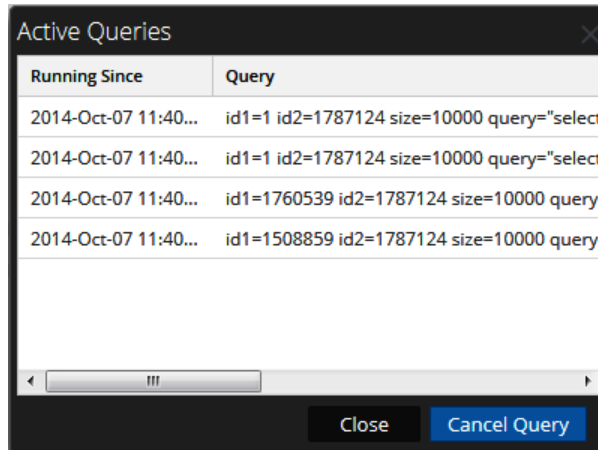 Active Queries
Running Since Query
2014-Oct-07 11:40... id1=1 id2=1787124 size=10000 query="select
2014-Oct-07 11:40... id1=1 id2=1787124 size=10000 query="select
2014-Oct-07 11:40... id1=1760539 id2=1787124 size=10000 query
2014-Oct-07 11:40... id1=1508859 id2=1787124 size=10000 query
Close Cancel Query